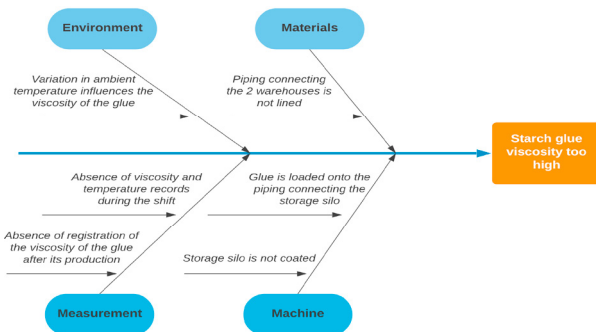 Environment
Materials
Variation in ambient
temperature influences the
viscosity of the glue
Piping connecting
the 2 warehouses is
not lined
Starch glue
viscosity too
high
Absence of viscosity and
temperature records
during the shift
Glue is loaded onto the
piping connecting the
storage silo
Absence of registration of
the viscosity of the glue
after its production
Storage silo is not coated
Measurement
Machine